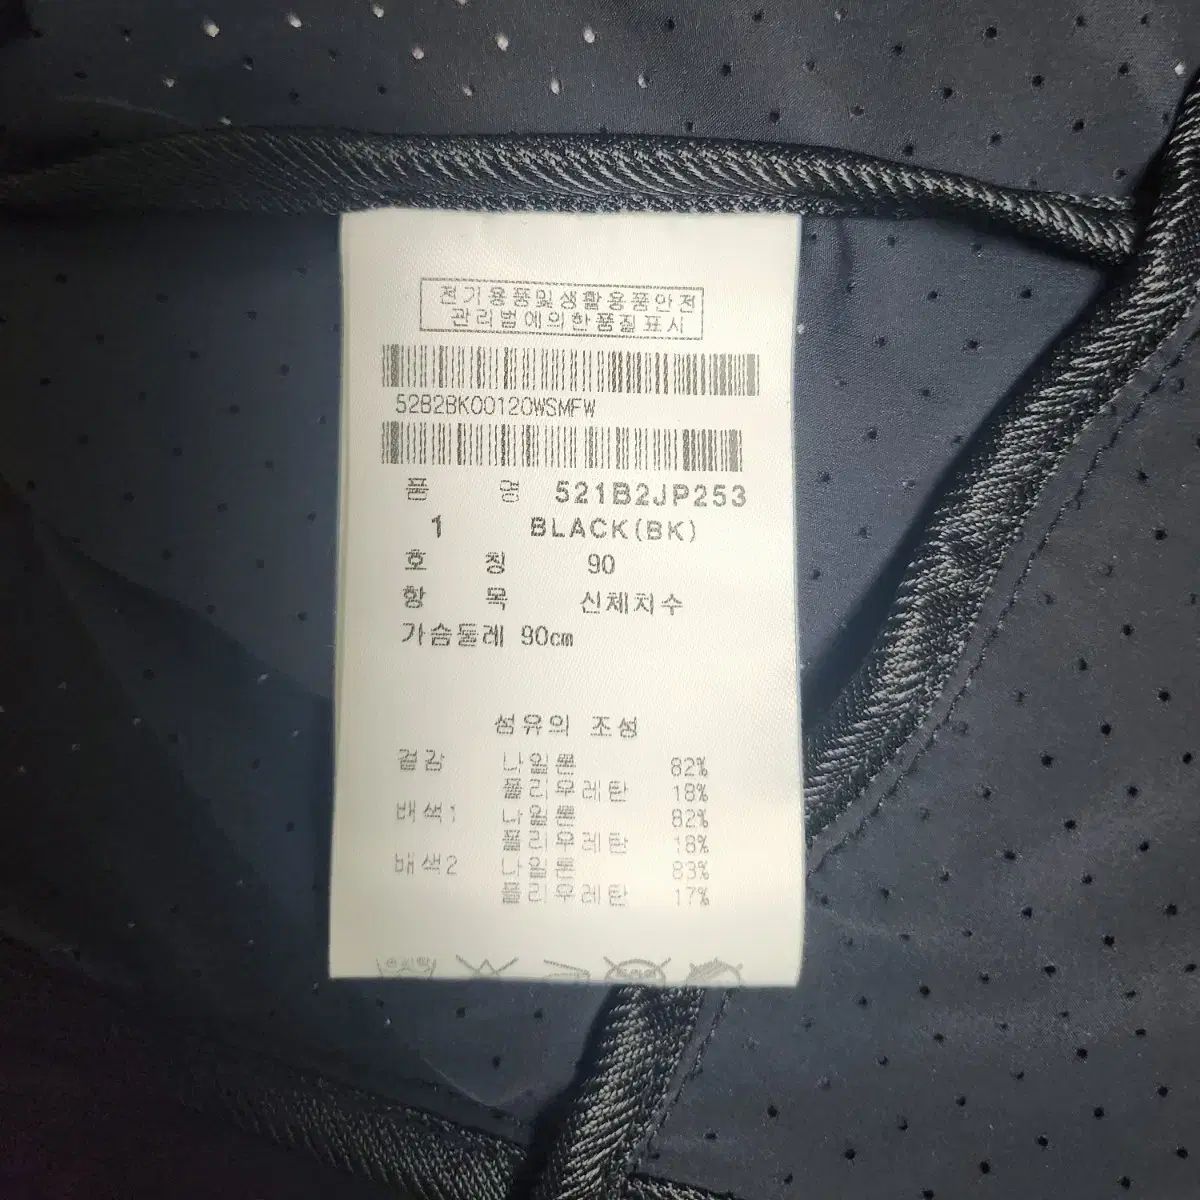 전기용품및생활용품안전
관리법에의한품질표시
52B2BK00120WSMFW
품 명 521B2JP253
1 BLACK(BK)
호 칭 90
항 목 신체치수
가슴둘레 90cm
섬유의 조성
겉감 나일론 82%
폴리우레탄 18%
배색1 나일론 82%
폴리우레탄 18%
배색2 나일론 83%
폴리우레탄 17%